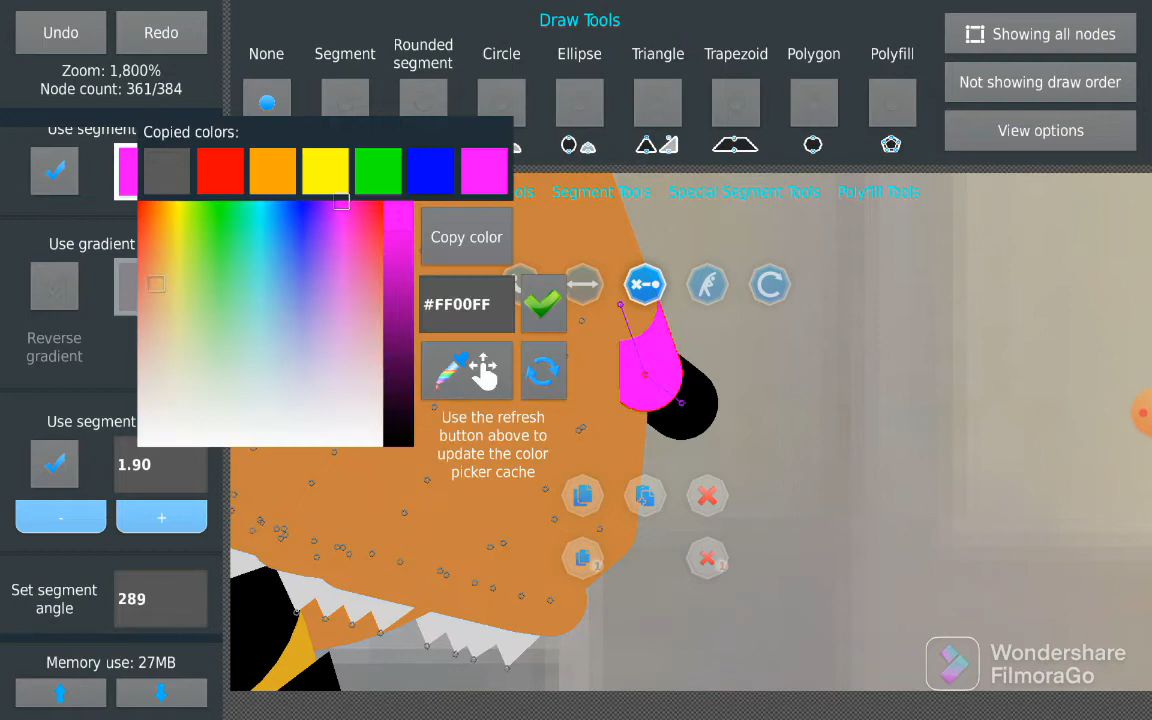 Undo
Redo
Zoom: 1,800%
Node count: 361/384
Draw Tools
None
Segment
Rounded segment
Circle
Ellipse
Triangle
Trapezoid
Polygon
Polyfill
Showing all nodes
Not showing draw order
View options
Use segment
Copied colors:
Segment Tools
Special Segment Tools
Polyfill Tools
Use gradient
Reverse
gradient
Copy color
#FF00FF
Use the refresh
button above to
update the color
picker cache
Use segment
1.90
-
+
Set segment
angle
289
Memory use: 27MB
1
1
Wondershare
FilmoraGo